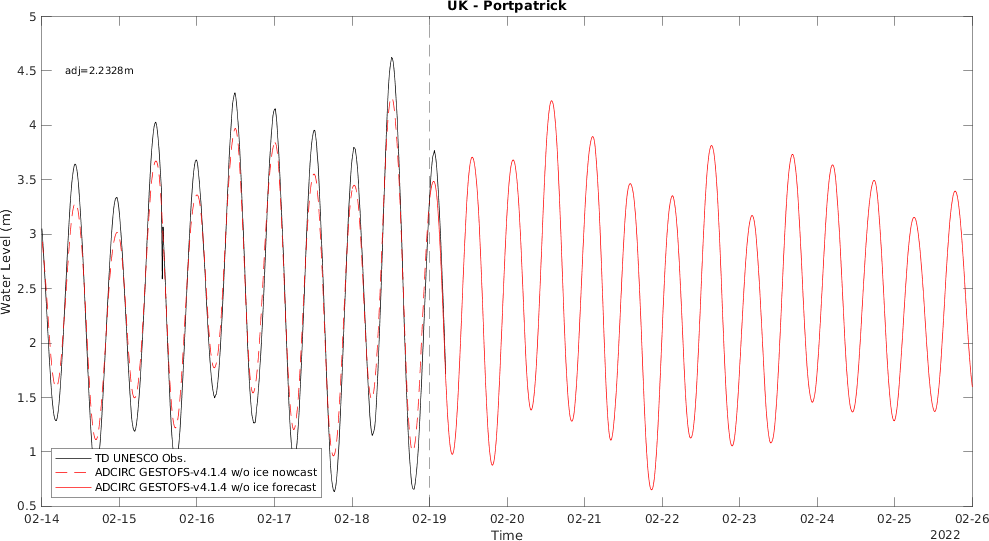 UK - Portpatrick
5
4.5
4
3.5
3
2.5
2
1.5
1
0.5
Water Level (m)
adj=2.2328m
TD UNESCO Obs.
ADCIRC GESTOFS-v4.1.4 w/o ice nowcast
ADCIRC GESTOFS-v4.1.4 w/o ice forecast
02-14 02-15 02-16 02-17 02-18 02-19 02-20 02-21 02-22 02-23 02-24 02-25 02-26
Time
2022